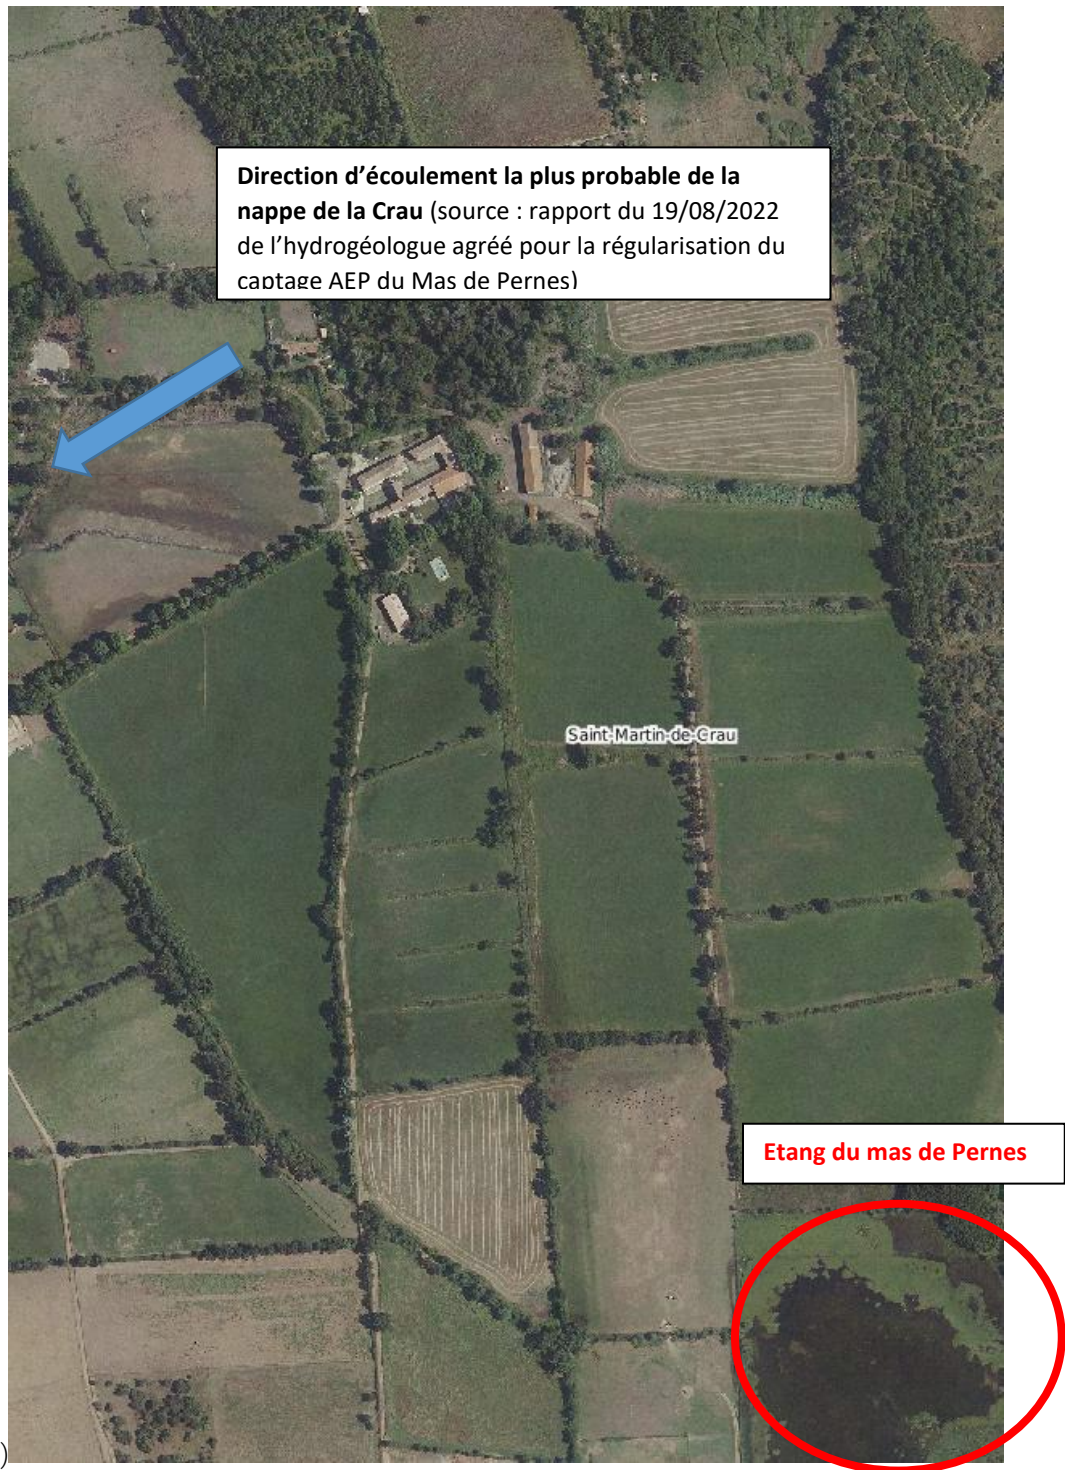 Direction d’écoulement la plus probable de la
nappe de la Crau (source : rapport du 19/08/2022
de l’hydrogéologue agréé pour la régularisation du
captage AEP du Mas de Pernes)
Saint-Martin-de-Crau
Etang du mas de Pernes
)